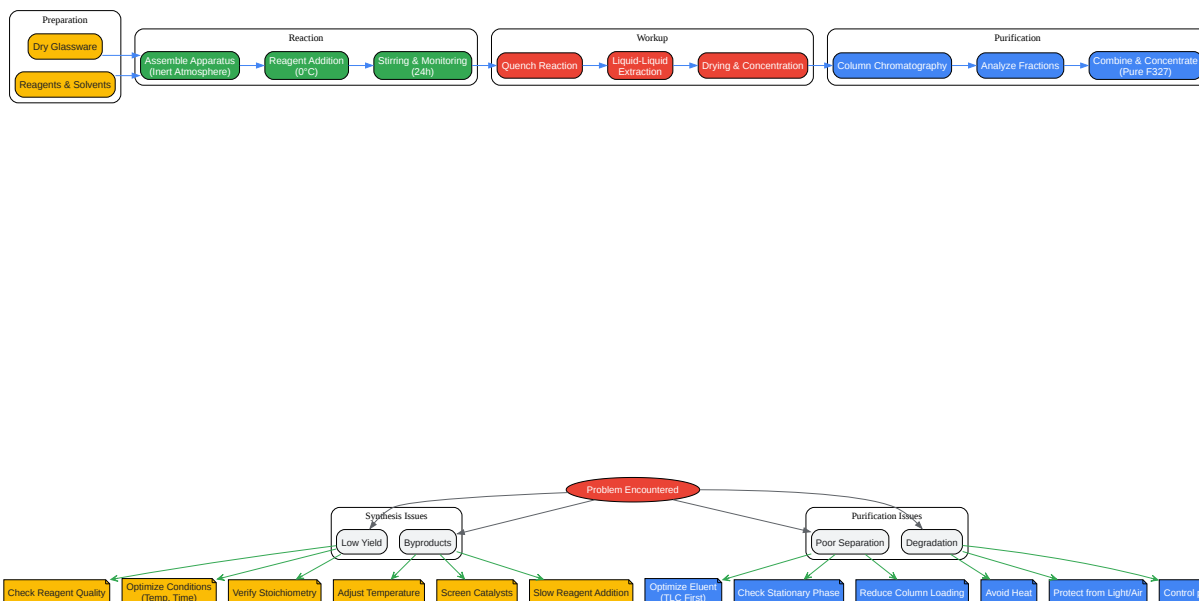 Preparation
Dry Glassware
Reagents & Solvents
Reaction
Assemble Apparatus
(Inert Atmosphere)
Reagent Addition
(0°C)
Stirring & Monitoring
(24h)
Workup
Quench Reaction
Liquid-Liquid
Extraction
Drying & Concentration
Purification
Column Chromatography
Analyze Fractions
Combine & Concentrate
(Pure F327)
Problem Encountered
Synthesis Issues
Low Yield
Byproducts
Purification Issues
Poor Separation
Degradation
Check Reagent Quality
Optimize Conditions
(Temp, Time)
Verify Stoichiometry
Adjust Temperature
Screen Catalysts
Slow Reagent Addition
Optimize Eluent
(TLC First)
Check Stationary Phase
Reduce Column Loading
Avoid Heat
Protect from Light/Air
Control